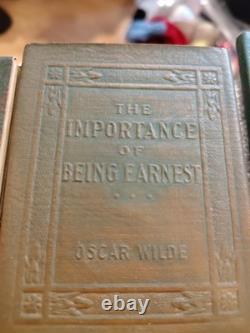 THE
IMPORTANCE
OF
BEING EARNEST
OSCAR WILDE
ebay